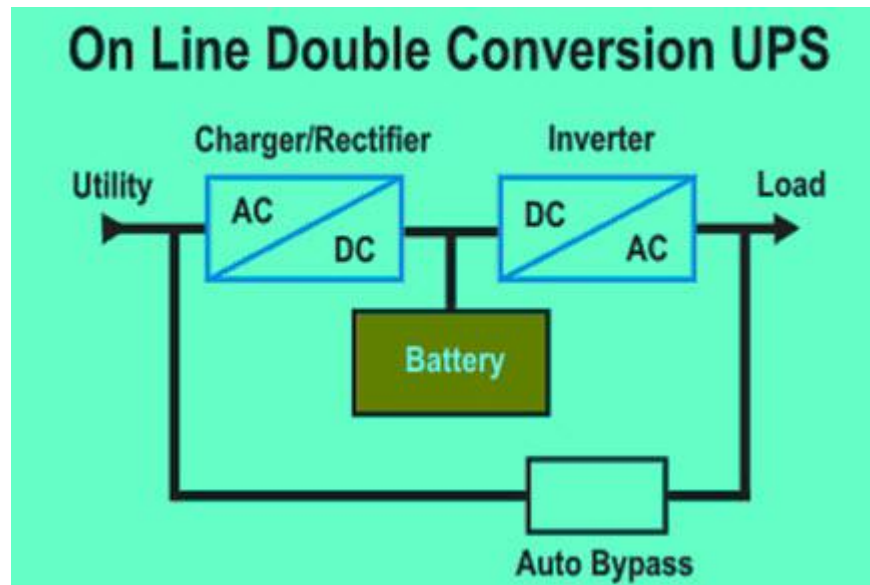 On Line Double Conversion UPS
Charger/Rectifier
Inverter
Utility
Load
AC
DC
DC
AC
Battery
Auto Bypass